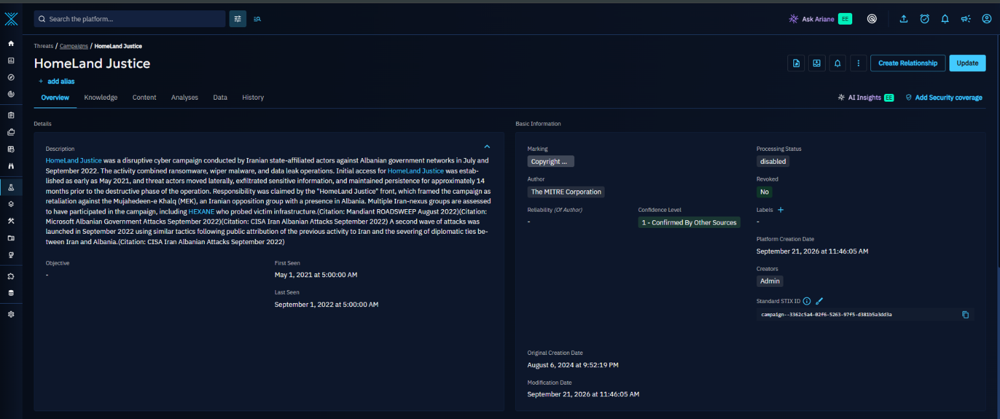 Search the platform...
Ask Ariane EE
Threats / Campaigns / HomeLand Justice
HomeLand Justice
Create Relationship
Update
+ add alias
Overview
Knowledge
Content
Analyses
Data
History
AI Insights EE
Add Security coverage
Details
Description
HomeLand Justice was a disruptive cyber campaign conducted by Iranian state-affiliated actors against Albanian government networks in July and
September 2022. The activity combined ransomware, wiper malware, and data leak operations. Initial access for HomeLand Justice was estab-
lished as early as May 2021, and threat actors moved laterally, exfiltrated sensitive information, and maintained persistence for approximately 14
months prior to the destructive phase of the operation. Responsibility was claimed by the "HomeLand Justice" front, which framed the campaign as
retaliation against the Mujahedeen-e Khalq (MEK), an Iranian opposition group with a presence in Albania. Multiple Iran-nexus groups are assessed
to have participated in the campaign, including HEXANE who probed victim infrastructure.(Citation: Mandiant ROADSWEEP August 2022)(Citation:
Microsoft Albanian Government Attacks September 2022)(Citation: CISA Iran Albanian Attacks September 2022) A second wave of attacks was
launched in September 2022 using similar tactics following public attribution of the previous activity to Iran and the severing of diplomatic ties be-
tween Iran and Albania.(Citation: CISA Iran Albanian Attacks September 2022)
Objective
-
First Seen
May 1, 2021 at 5:00:00 AM
Last Seen
September 1, 2022 at 5:00:00 AM
Basic Information
Marking
Copyright ...
Processing Status
disabled
Author
The MITRE Corporation
Revoked
No
Reliability (Of Author)
-
Confidence Level
1 - Confirmed By Other Sources
Labels +
-
Platform Creation Date
September 21, 2026 at 11:46:05 AM
Creators
Admin
Standard STIX ID
campaign--3362c5a4-02f6-5263-97f5-d381b5a3dd3a
Original Creation Date
August 6, 2024 at 9:52:19 PM
Modification Date
September 21, 2026 at 11:46:05 AM